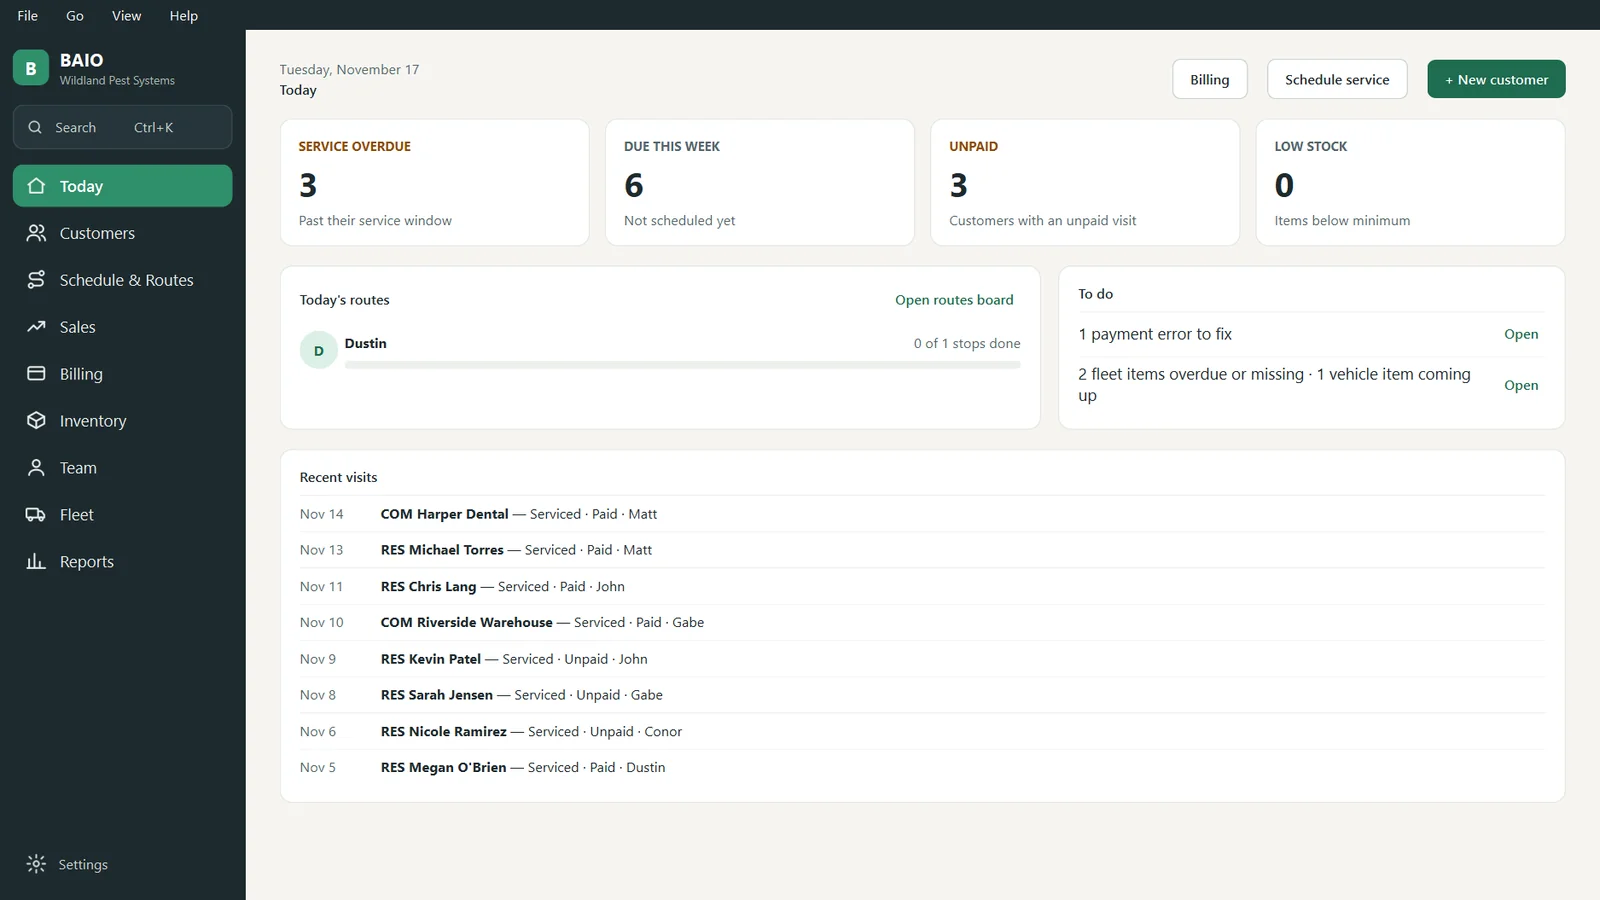 File Go View Help
B
BAIO
Wildland Pest Systems
Search Ctrl+K
Today
Customers
Schedule & Routes
Sales
Billing
Inventory
Team
Fleet
Reports
Settings
Tuesday, November 17
Today
Billing
Schedule service
+ New customer
SERVICE OVERDUE
3
Past their service window
DUE THIS WEEK
6
Not scheduled yet
UNPAID
3
Customers with an unpaid visit
LOW STOCK
0
Items below minimum
Today's routes
Open routes board
D
Dustin
0 of 1 stops done
To do
1 payment error to fix
Open
2 fleet items overdue or missing · 1 vehicle item coming
up
Open
Recent visits
Nov 14 COM Harper Dental — Serviced · Paid · Matt
Nov 13 RES Michael Torres — Serviced · Paid · Matt
Nov 11 RES Chris Lang — Serviced · Paid · John
Nov 10 COM Riverside Warehouse — Serviced · Paid · Gabe
Nov 9 RES Kevin Patel — Serviced · Unpaid · John
Nov 8 RES Sarah Jensen — Serviced · Unpaid · Gabe
Nov 6 RES Nicole Ramirez — Serviced · Unpaid · Conor
Nov 5 RES Megan O'Brien — Serviced · Paid · Dustin